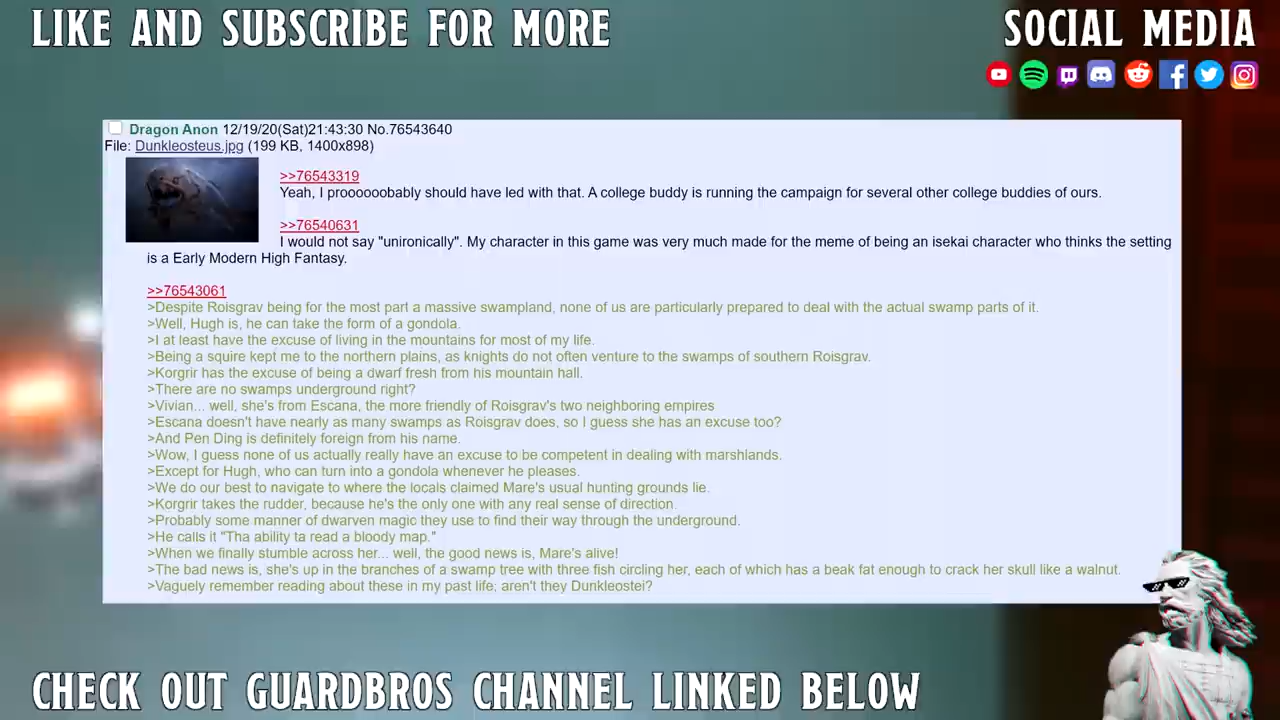 LIKE AND SUBSCRIBE FOR MORE
SOCIAL MEDIA
Dragon Anon 12/19/20(Sat)21:43:30 No.76543640
File: Dunkleosteus.jpg (199 KB, 1400x898)
>>76543319
Yeah, I proooooobably should have led with that. A college buddy is running the campaign for several other college buddies of ours.
>>76540631
I would not say "unironically". My character in this game was very much made for the meme of being an isekai character who thinks the setting
is a Early Modern High Fantasy.
>>76543061
>Despite Roisgrav being for the most part a massive swampland, none of us are particularly prepared to deal with the actual swamp parts of it.
>Well, Hugh is, he can take the form of a gondola.
>I at least have the excuse of living in the mountains for most of my life.
>Being a squire kept me to the northern plains, as knights do not often venture to the swamps of southern Roisgrav.
>Korgrir has the excuse of being a dwarf fresh from his mountain hall.
>There are no swamps underground right?
>Vivian... well, she's from Escana, the more friendly of Roisgrav's two neighboring empires
>Escana doesn't have nearly as many swamps as Roisgrav does, so I guess she has an excuse too?
>And Pen Ding is definitely foreign from his name.
>Wow, I guess none of us actually really have an excuse to be competent in dealing with marshlands.
>Except for Hugh, who can turn into a gondola whenever he pleases.
>We do our best to navigate to where the locals claimed Mare's usual hunting grounds lie.
>Korgrir takes the rudder, because he's the only one with any real sense of direction.
>Probably some manner of dwarven magic they use to find their way through the underground.
>He calls it "Tha ability ta read a bloody map."
>When we finally stumble across her... well, the good news is, Mare's alive!
>The bad news is, she's up in the branches of a swamp tree with three fish circling her, each of which has a beak fat enough to crack her skull like a walnut.
>Vaguely remember reading about these in my past life; aren't they Dunkleostei?
CHECK OUT GUARDBROS CHANNEL LINKED BELOW